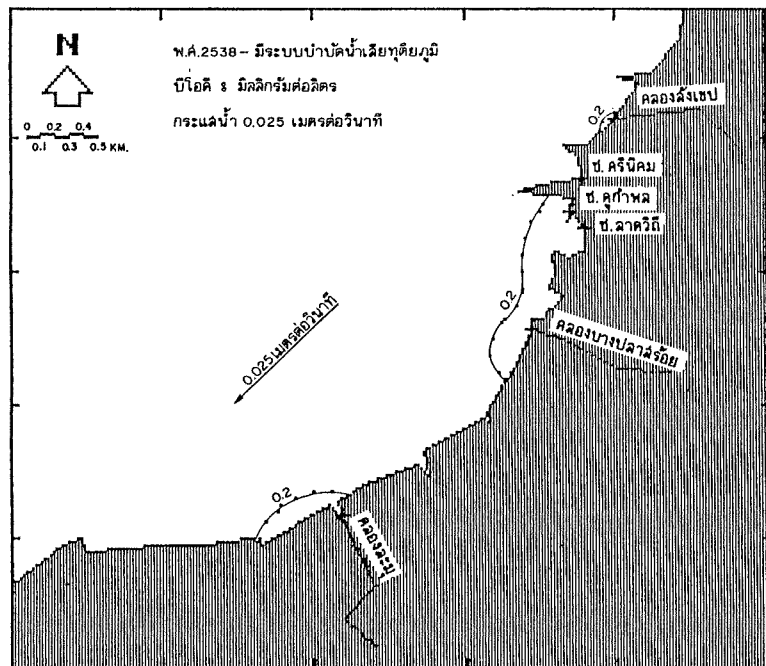 N
พ.ศ.2538 - มีระบบบำบัดน้ำเสียทุติยภูมิ
บีโอดี : มิลลิกรัมต่อลิตร
กระแสน้ำ 0.025 เมตรต่อวินาที
0 0.2 0.4
0.1 0.3 0.5 KM.
คลองสังเขป
0.2
ซ. ศรีนิคม
ซ. คูกำพล
ซ. ลาดวิถี
0.2
คลองบางปลาสร้อย
0.025 เมตรต่อวินาที
0.2
คลองละมุ